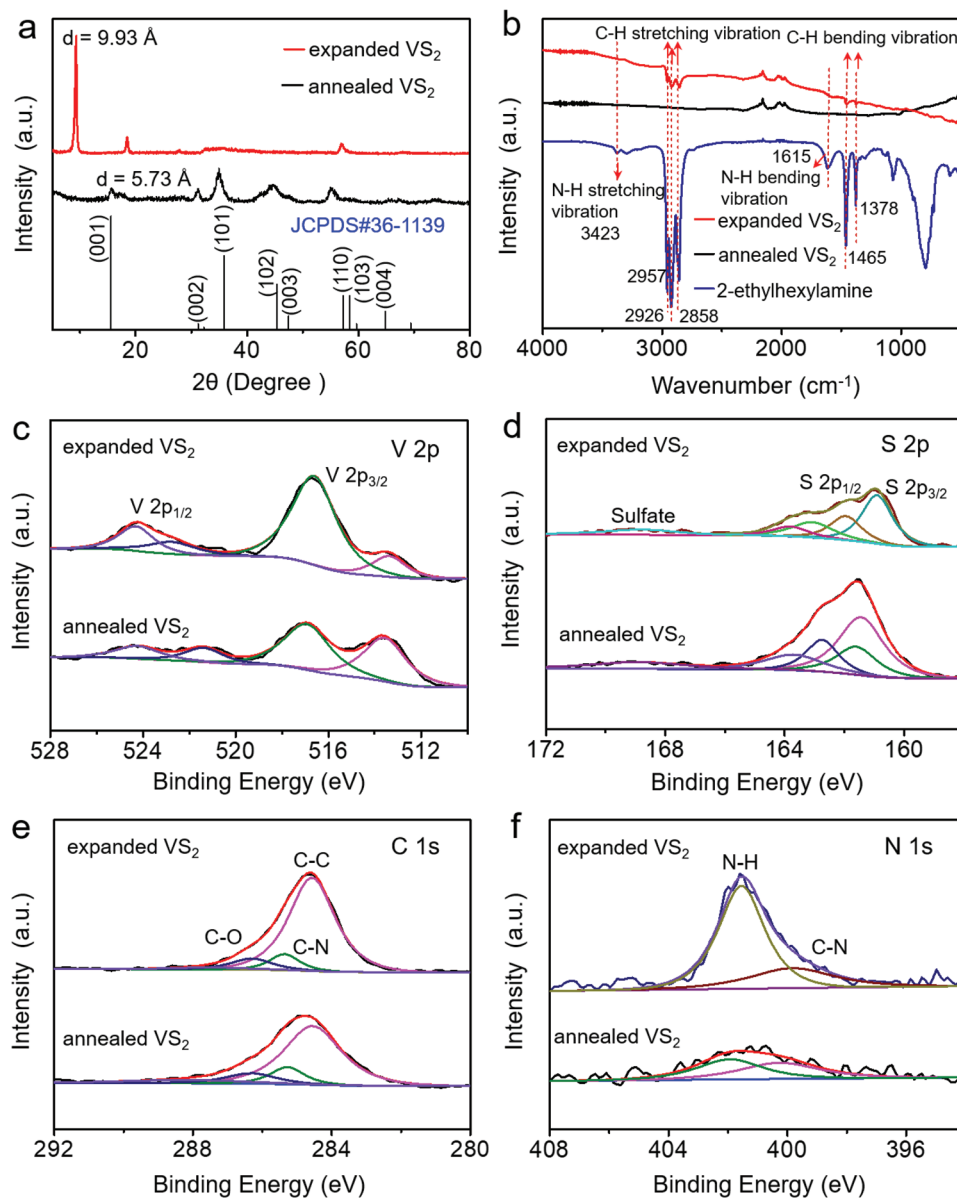 a
d = 9.93 Å
expanded VS₂
annealed VS₂
d = 5.73 Å
JCPDS#36-1139
(001)
(002)
(101)
(102)
(003)
(110)
(103)
(004)
20
40
60
80
2θ (Degree )
Intensity (a.u.)
b
C-H stretching vibration
C-H bending vibration
N-H stretching
vibration
3423
1615
N-H bending
vibration
1378
expanded VS₂
2957
annealed VS₂
1465
2-ethylhexylamine
2926
2858
4000
3000
2000
1000
Wavenumber (cm⁻¹)
Intensity (a.u.)
c
V 2p
expanded VS₂
V 2p₃/₂
V 2p₁/₂
annealed VS₂
528
524
520
516
512
Binding Energy (eV)
Intensity (a.u.)
d
expanded VS₂
S 2p
S 2p₁/₂
S 2p₃/₂
Sulfate
annealed VS₂
172
168
164
160
Binding Energy (eV)
Intensity (a.u.)
e
expanded VS₂
C 1s
C-C
C-O
C-N
annealed VS₂
292
288
284
280
Binding Energy (eV)
Intensity (a.u.)
f
expanded VS₂
N 1s
N-H
C-N
annealed VS₂
408
404
400
396
Binding Energy (eV)
Intensity (a.u.)